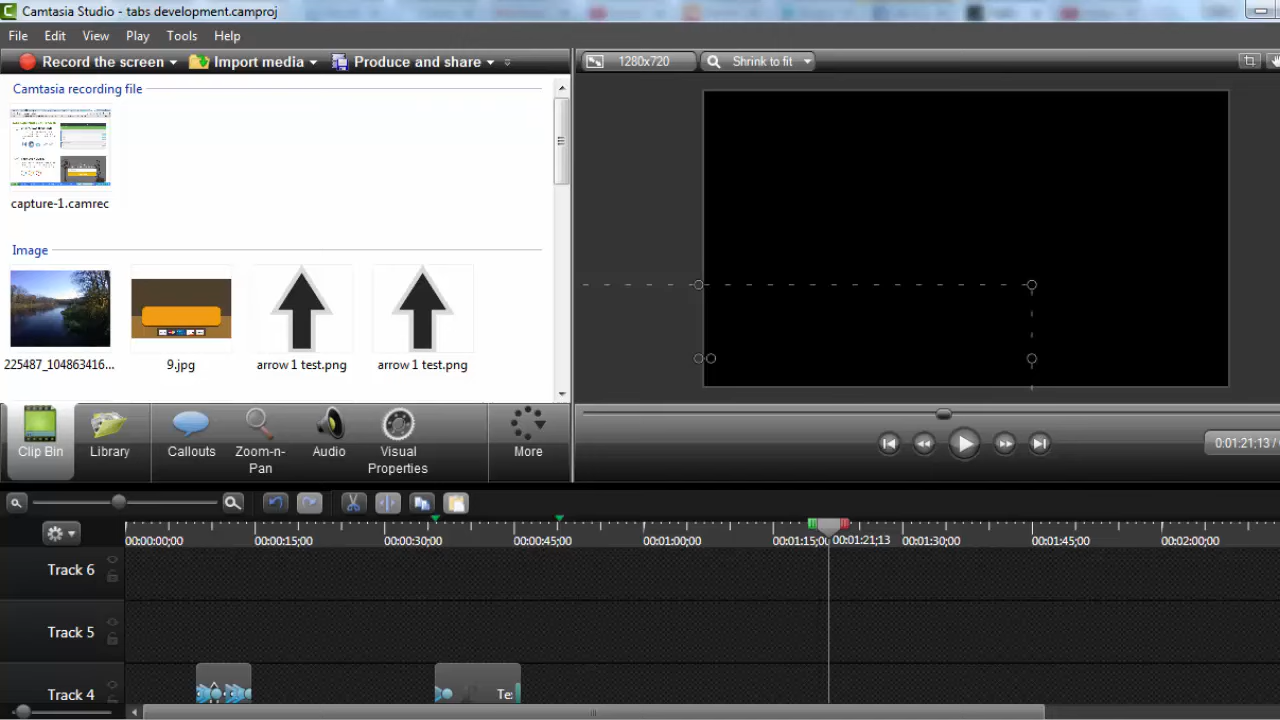 Camtasia Studio - tabs development.camproj
File Edit View Play Tools Help
Record the screen Import media Produce and share
1280x720 Shrink to fit
Camtasia recording file
capture-1.camrec
Image
225487_104863416... 9.jpg arrow 1 test.png arrow 1 test.png
Clip Bin Library Callouts Zoom-n-Pan Audio Visual Properties More
0:01:21;13 /
00:00:00;00 00:00:15;00 00:00:30;00 00:00:45;00 00:01:00;00 00:01:15;00 00:01:21;13 00:01:30;00 00:01:45;00 00:02:00;00
Track 6
Track 5
Track 4 Te